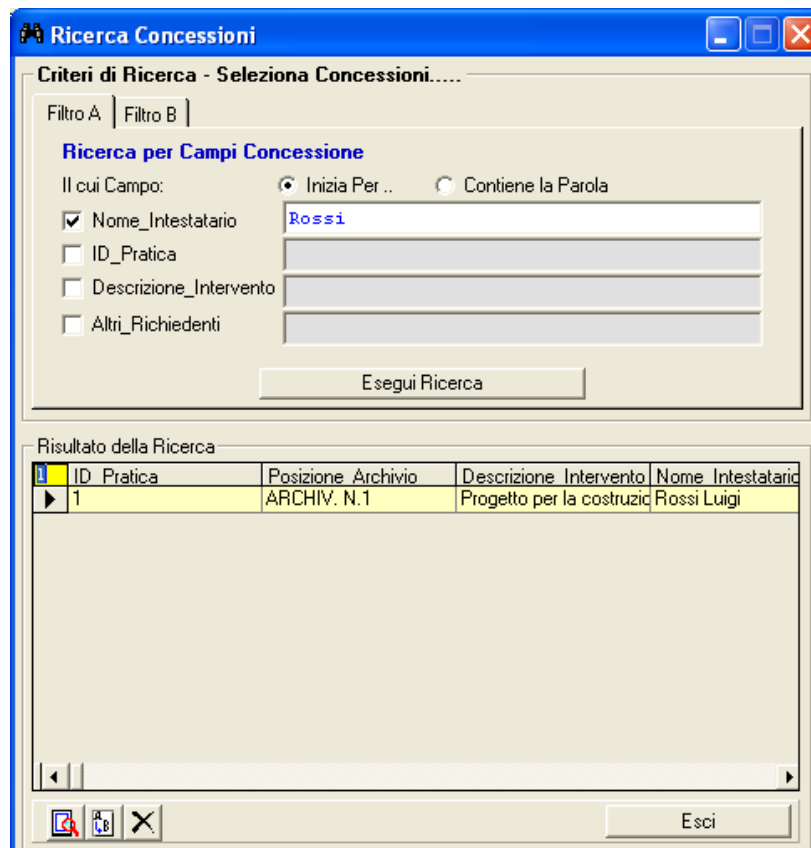 Ricerca Concessioni
Criteri di Ricerca - Seleziona Concessioni.....
Filtro A Filtro B
Ricerca per Campi Concessione
Il cui Campo: Inizia Per .. Contiene la Parola
Nome_Intestatario Rossi
ID_Pratica
Descrizione_Intervento
Altri_Richiedenti
Esegui Ricerca
Risultato della Ricerca
1 ID_Pratica Posizione_Archivio Descrizione_Intervento Nome_Intestatario
1 ARCHIV. N.1 Progetto per la costruzio Rossi Luigi
Esci